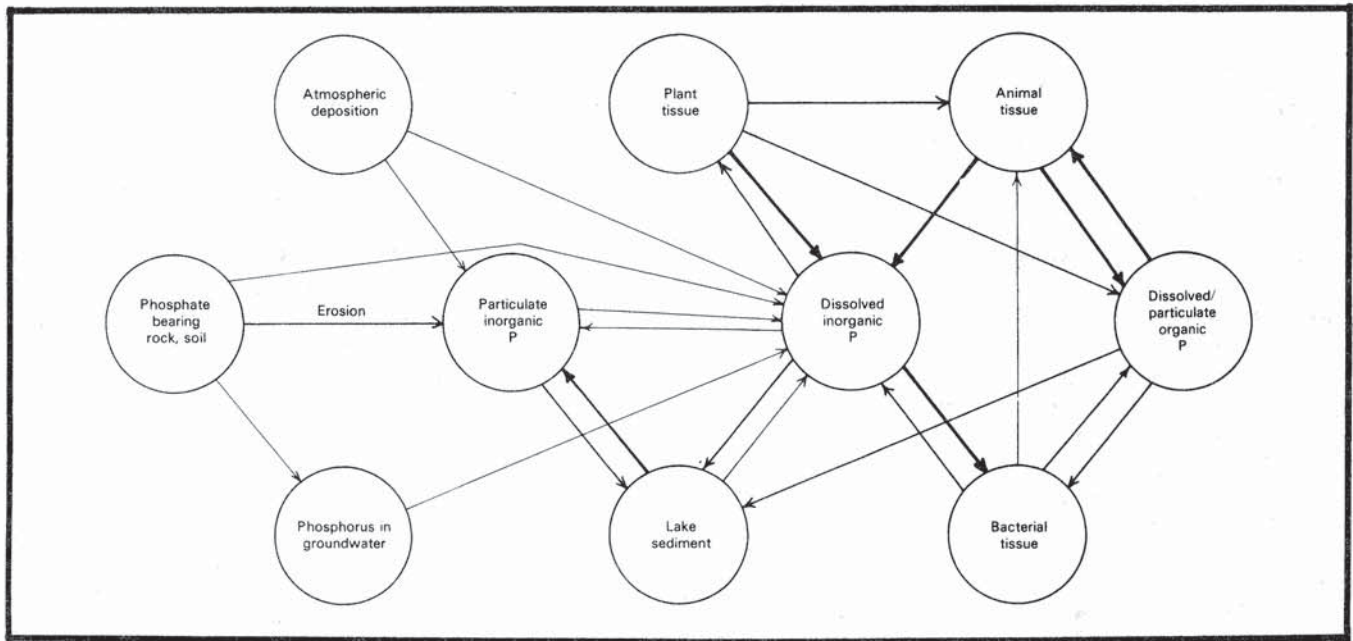 Atmospheric
deposition
Plant
tissue
Animal
tissue
Phosphate
bearing
rock, soil
Erosion
Particulate
inorganic
P
Dissolved
inorganic
P
Dissolved/
particulate
organic
P
Phosphorus in
groundwater
Lake
sediment
Bacterial
tissue